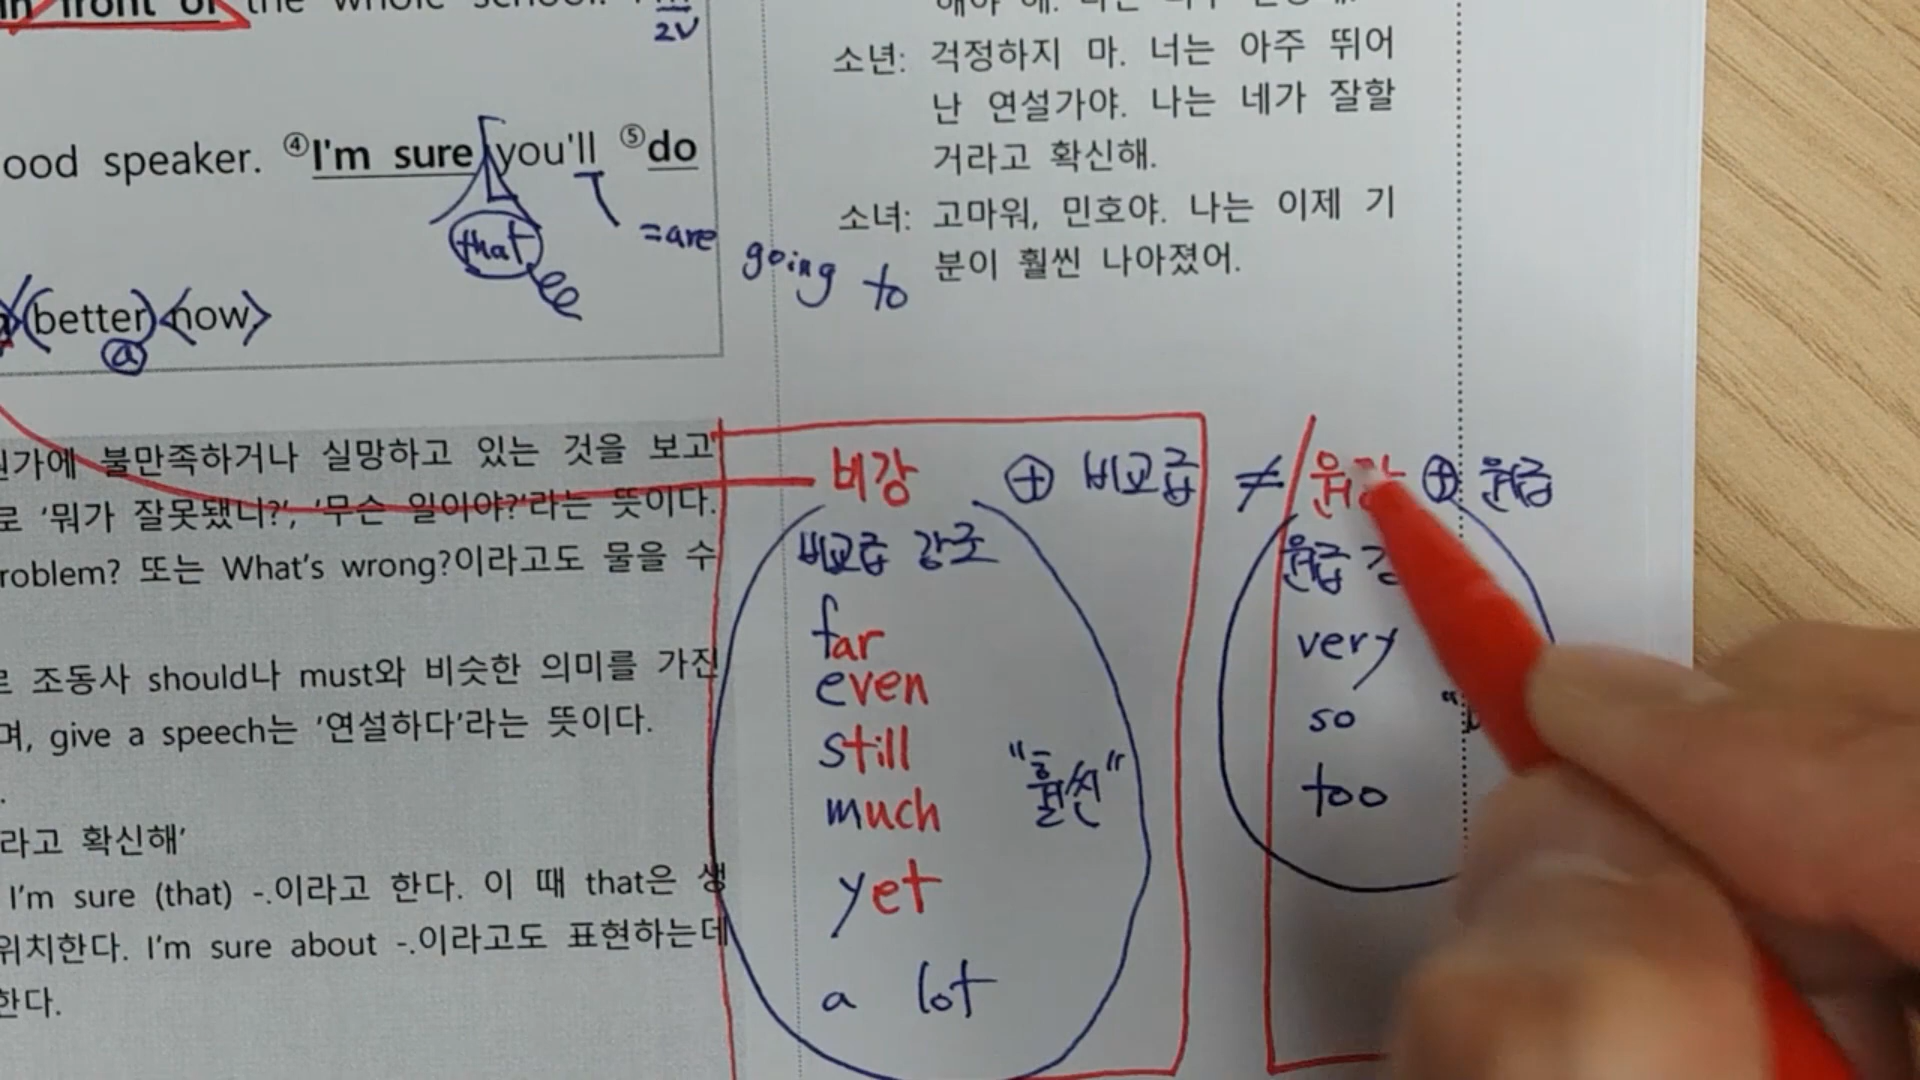 in front of the whole school.
2V
ood speaker. ④I'm sure you'll ⑤do
that
=are going to
better now
ⓐ
해야 해.
소년: 걱정하지 마. 너는 아주 뛰어
난 연설가야. 나는 네가 잘할
거라고 확신해.
소녀: 고마워, 민호야. 나는 이제 기
분이 훨씬 나아졌어.
불만족하거나 실망하고 있는 것을 보고
로 '뭐가 잘못됐니?', '무슨 일이야?'라는 뜻이다.
roblem? 또는 What's wrong?이라고도 물을 수
로 조동사 should나 must와 비슷한 의미를 가진
며, give a speech는 '연설하다'라는 뜻이다.
라고 확신해'
I'm sure (that) -.이라고 한다. 이 때 that은 생
위치한다. I'm sure about -.이라고도 표현하는데
한다.
비강 ⊕ 비교급 ≠ 원강 ⊕ 원급
비교급 강조
far
even
still
much
yet
a lot
"훨씬"
원급
very
so
too